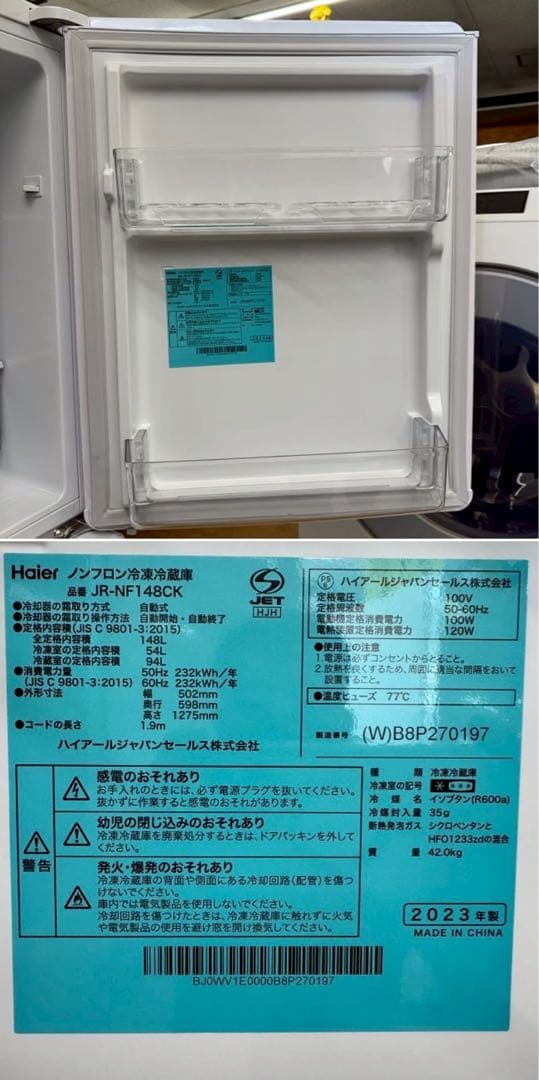 Haier ノンフロン冷凍冷蔵庫
品番 JR-NF148CK
●冷却器の霜取り方式 自動式
●冷却器の霜取り操作方法 自動開始・自動終了
●定格内容積(JIS C 9801-3:2015)
全定格内容積 148L
冷凍室の定格内容積 54L
冷蔵室の定格内容積 94L
●消費電力量 50Hz 232kWh/年
(JIS C 9801-3:2015) 60Hz 232kWh/年
●外形寸法 幅 502mm
奥行 598mm
高さ 1275mm
●コードの長さ 1.9m
ハイアールジャパンセールス株式会社
S
JET
HJH
PS
E
ハイアールジャパンセールス株式会社
定格電圧 100V
定格周波数 50-60Hz
電動機定格消費電力 100W
電熱装置定格消費電力 120W
●使用上の注意
1.電源は必ずコンセントからとること。
2.放熱を良くするため、周囲に適当な間隔をおいて
設置すること。
●温度ヒューズ 77℃
製造番号 (W)B8P270197
警告
感電のおそれあり
お手入れのときには、必ず電源プラグを抜いてください。
抜かずに作業すると感電のおそれがあります。
幼児の閉じ込みのおそれあり
冷凍冷蔵庫を廃棄処分するときは、ドアパッキンを外して
ください。
発火・爆発のおそれあり
冷凍冷蔵庫の背面や側面にある冷却回路(配管)を傷つ
けないでください。
庫内では電気製品を使用しないでください。
冷却回路を傷つけたときは、冷凍冷蔵庫に触れずに火気
や電気製品の使用を避け窓を開け換気してください。
種類 冷凍冷蔵庫
冷凍室の記号
冷媒名 イソブタン(R600a)
冷媒封入量 35g
断熱発泡ガス シクロペンタンと
HFO1233zdの混合
質量 42.0kg
2023年製
MADE IN CHINA
BJ0WV1E0000B8P270197